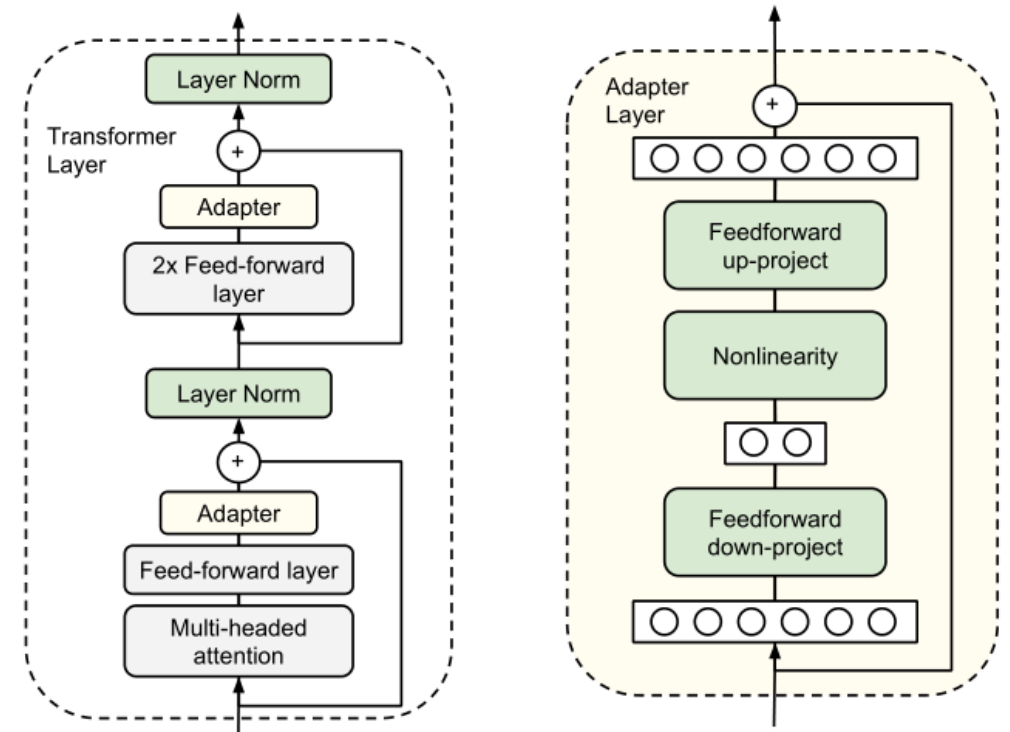 Layer Norm
Transformer
Layer
+
Adapter
2x Feed-forward
layer
Layer Norm
+
Adapter
Feed-forward layer
Multi-headed
attention
Adapter
Layer
+
Feedforward
up-project
Nonlinearity
Feedforward
down-project